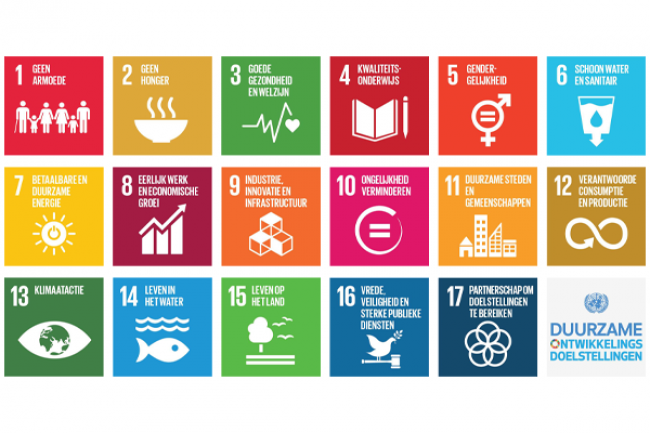 1 GEEN
ARMOEDE
2 GEEN
HONGER
3 GOEDE
GEZONDHEID
EN WELZIJN
4 KWALITEITS-
ONDERWIJS
5 GENDER-
GELIJKHEID
6 SCHOON WATER
EN SANITAIR
7 BETAALBARE EN
DUURZAME
ENERGIE
8 EERLIJK WERK
EN ECONOMISCHE
GROEI
9 INDUSTRIE,
INNOVATIE EN
INFRASTRUCTUUR
10 ONGELIJKHEID
VERMINDEREN
11 DUURZAME STEDEN
EN
GEMEENSCHAPPEN
12 VERANTWOORDE
CONSUMPTIE
EN PRODUCTIE
13 KLIMAATACTIE
14 LEVEN IN
HET WATER
15 LEVEN OP
HET LAND
16 VREDE,
VEILIGHEID EN
STERKE PUBLIEKE
DIENSTEN
17 PARTNERSCHAP OM
DOELSTELLINGEN
TE BEREIKEN
DUURZAME
ONTWIKKELINGS
DOELSTELLINGEN